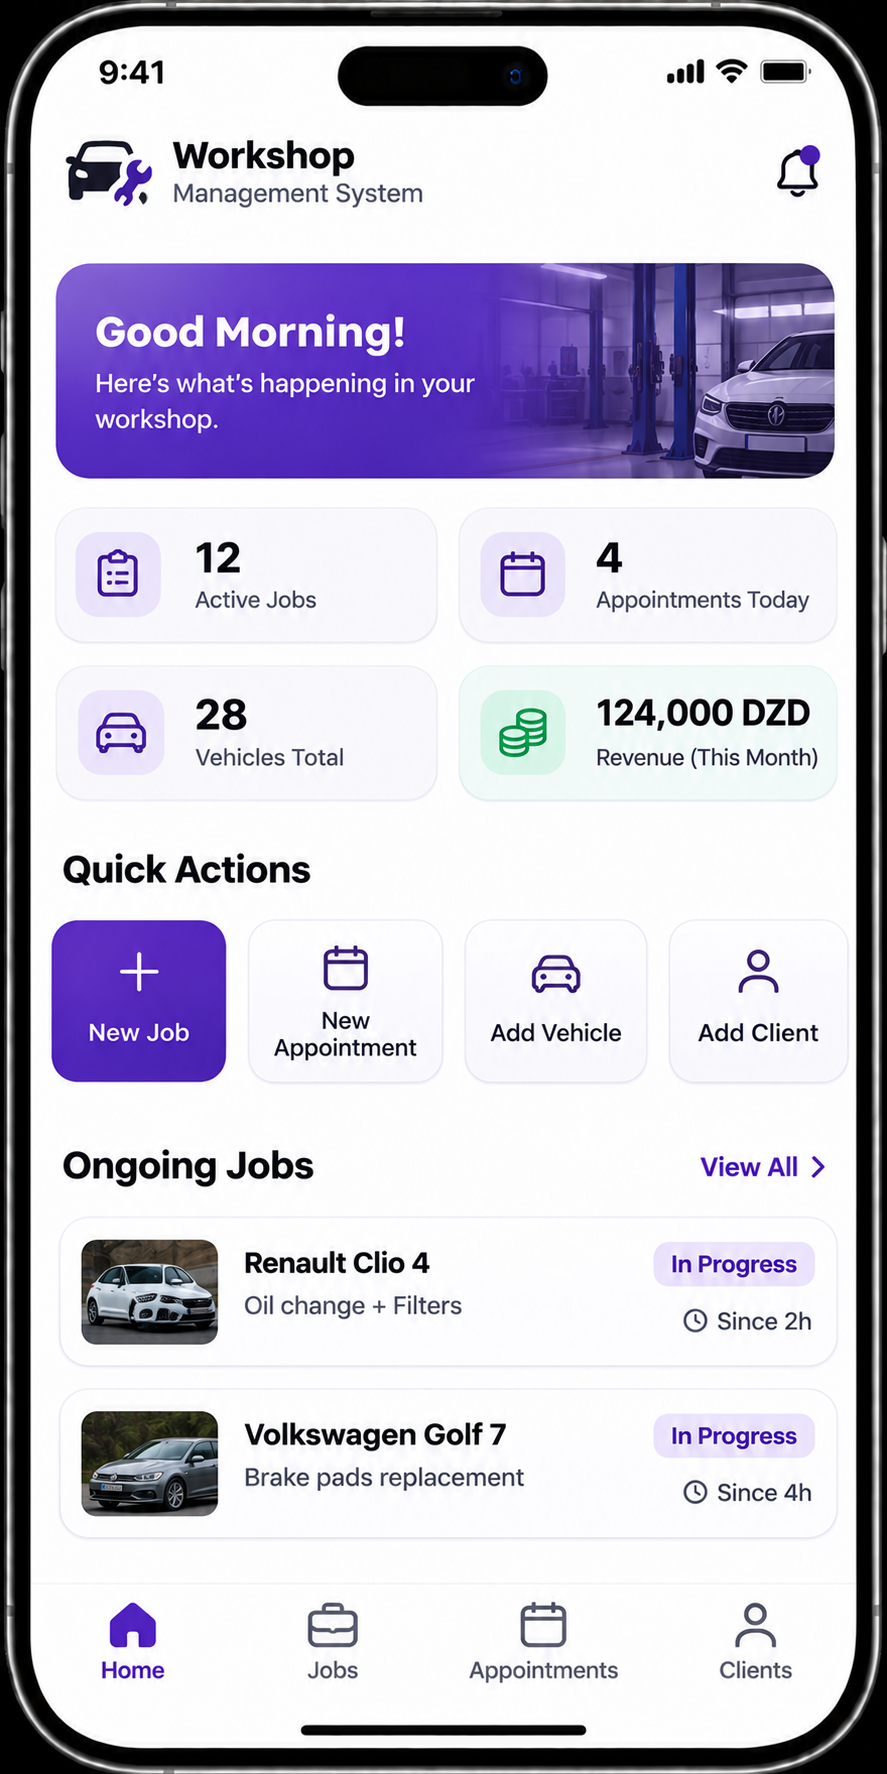 9:41
Workshop
Management System
Good Morning!
Here's what's happening in your
workshop.
12
Active Jobs
4
Appointments Today
28
Vehicles Total
124,000 DZD
Revenue (This Month)
Quick Actions
New Job
New
Appointment
Add Vehicle
Add Client
Ongoing Jobs
View All
Renault Clio 4
Oil change + Filters
In Progress
Since 2h
Volkswagen Golf 7
Brake pads replacement
In Progress
Since 4h
Home
Jobs
Appointments
Clients